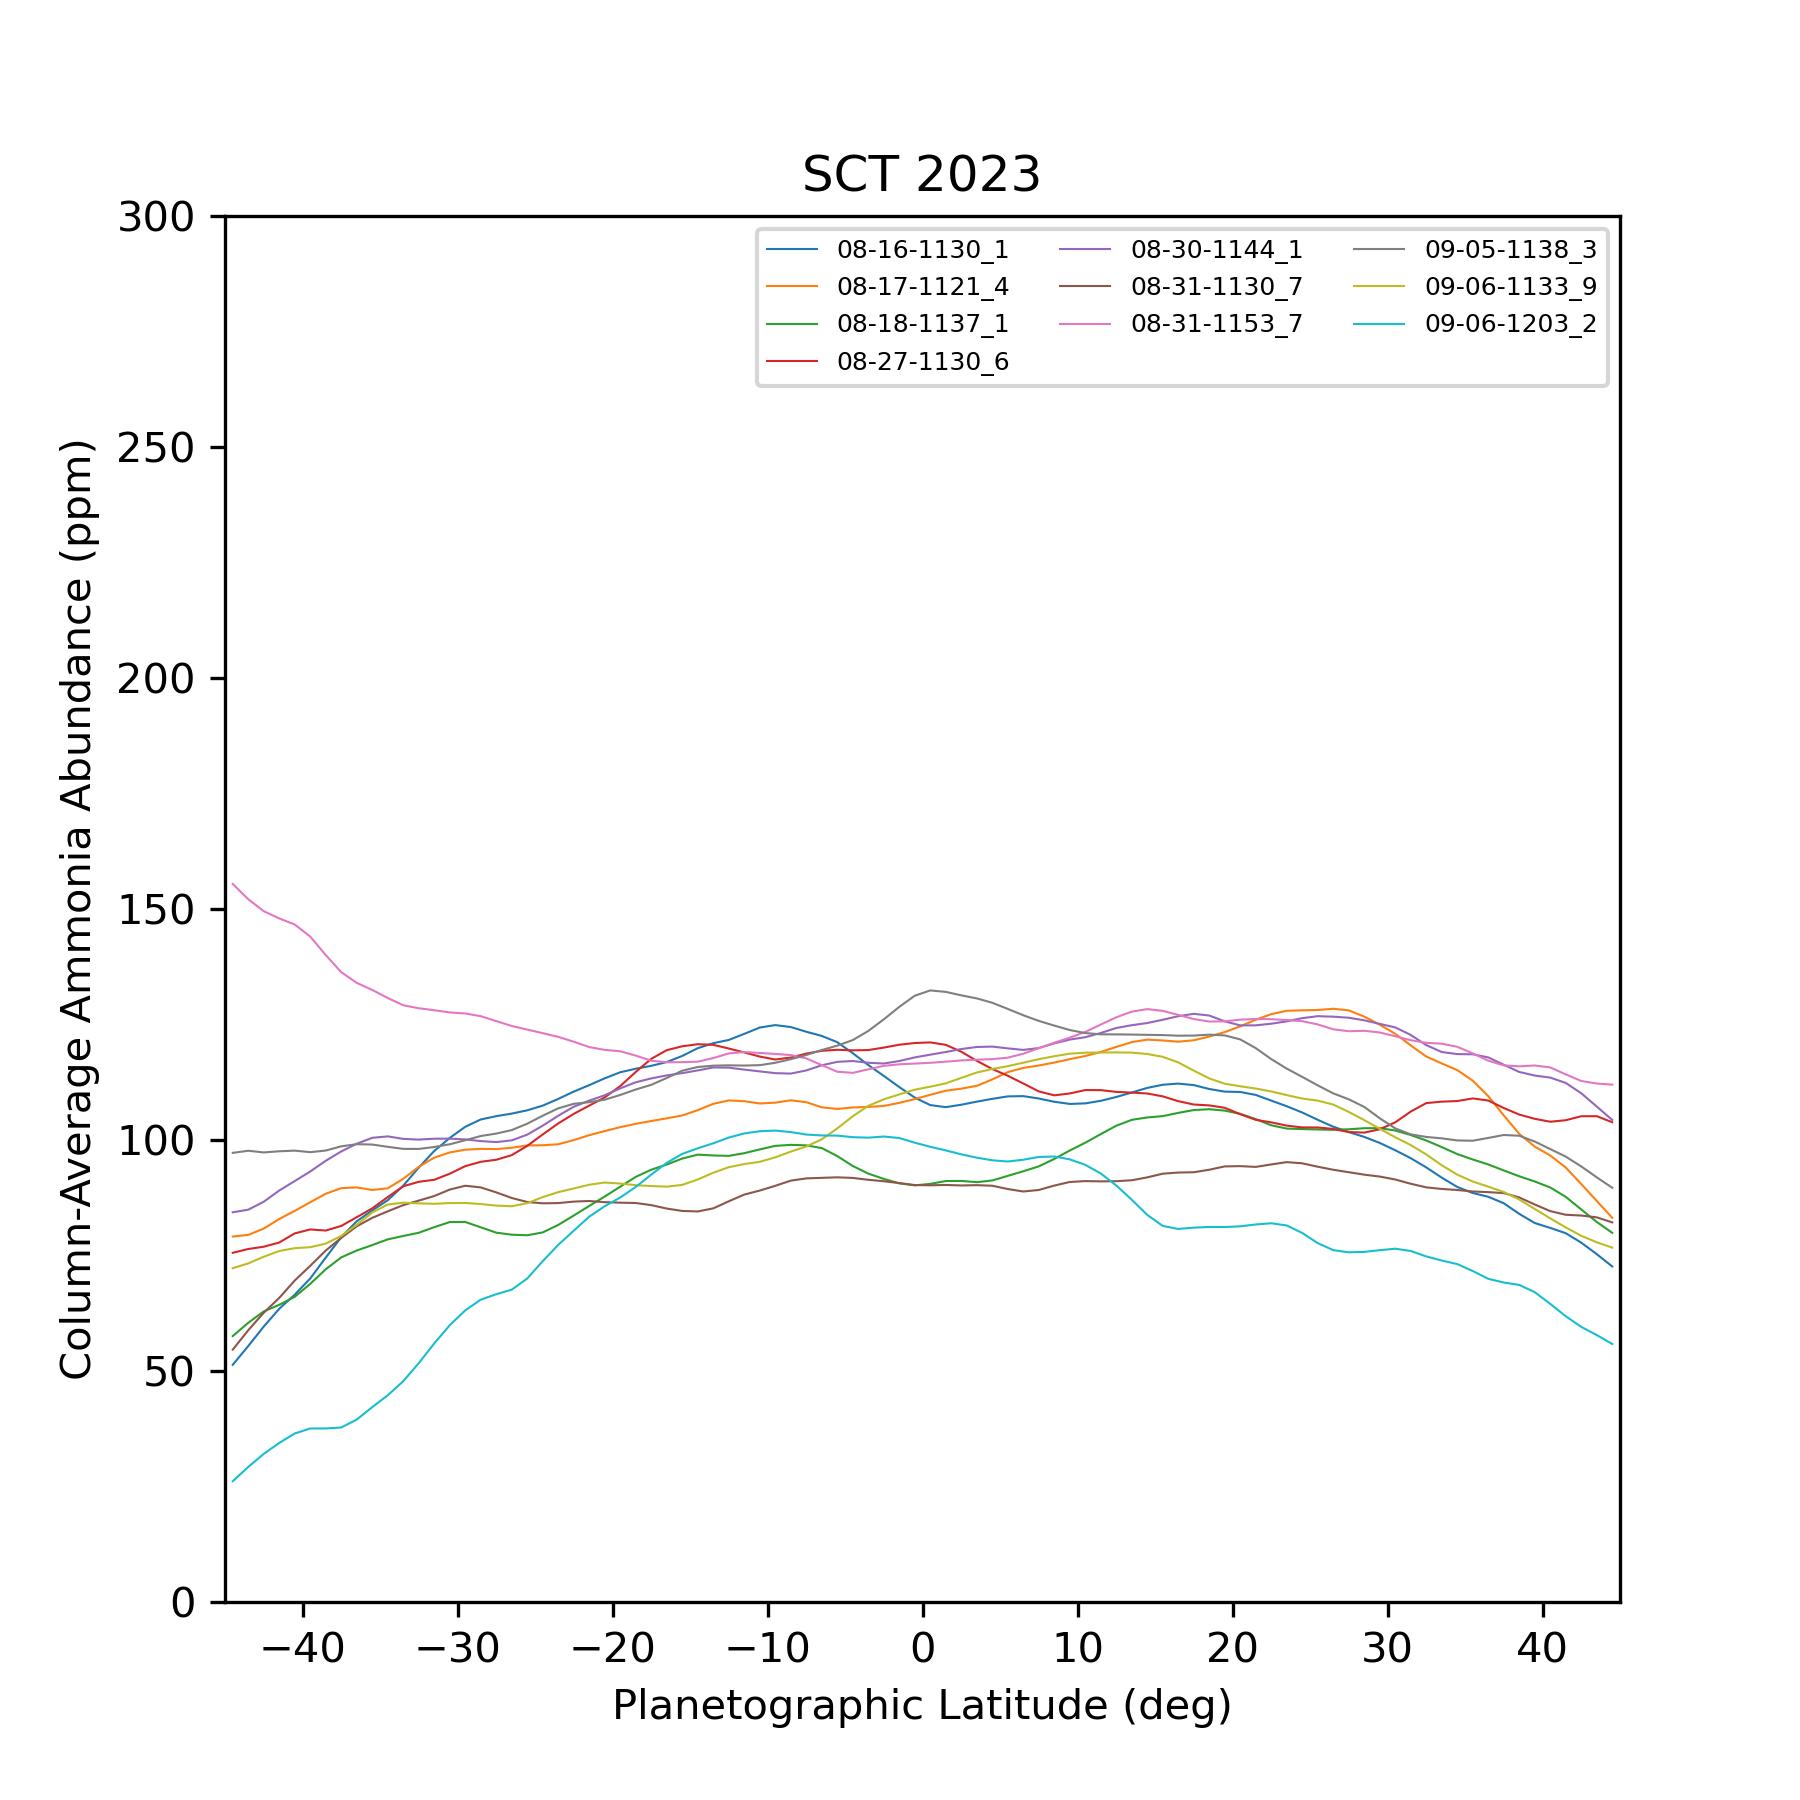 SCT 2023
300
250
200
150
100
50
0
Column-Average Ammonia Abundance (ppm)
08-16-1130_1 08-30-1144_1 09-05-1138_3
08-17-1121_4 08-31-1130_7 09-06-1133_9
08-18-1137_1 08-31-1153_7 09-06-1203_2
08-27-1130_6
−40 −30 −20 −10 0 10 20 30 40
Planetographic Latitude (deg)